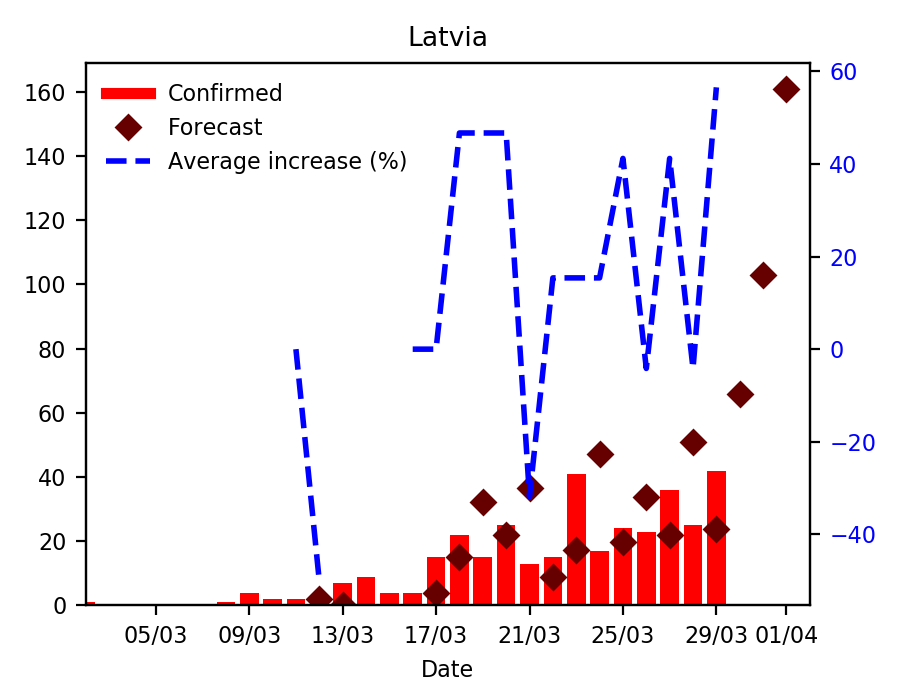 Latvia
Confirmed
Forecast
Average increase (%)
160
140
120
100
80
60
40
20
0
60
40
20
0
−20
−40
05/03 09/03 13/03 17/03 21/03 25/03 29/03 01/04
Date